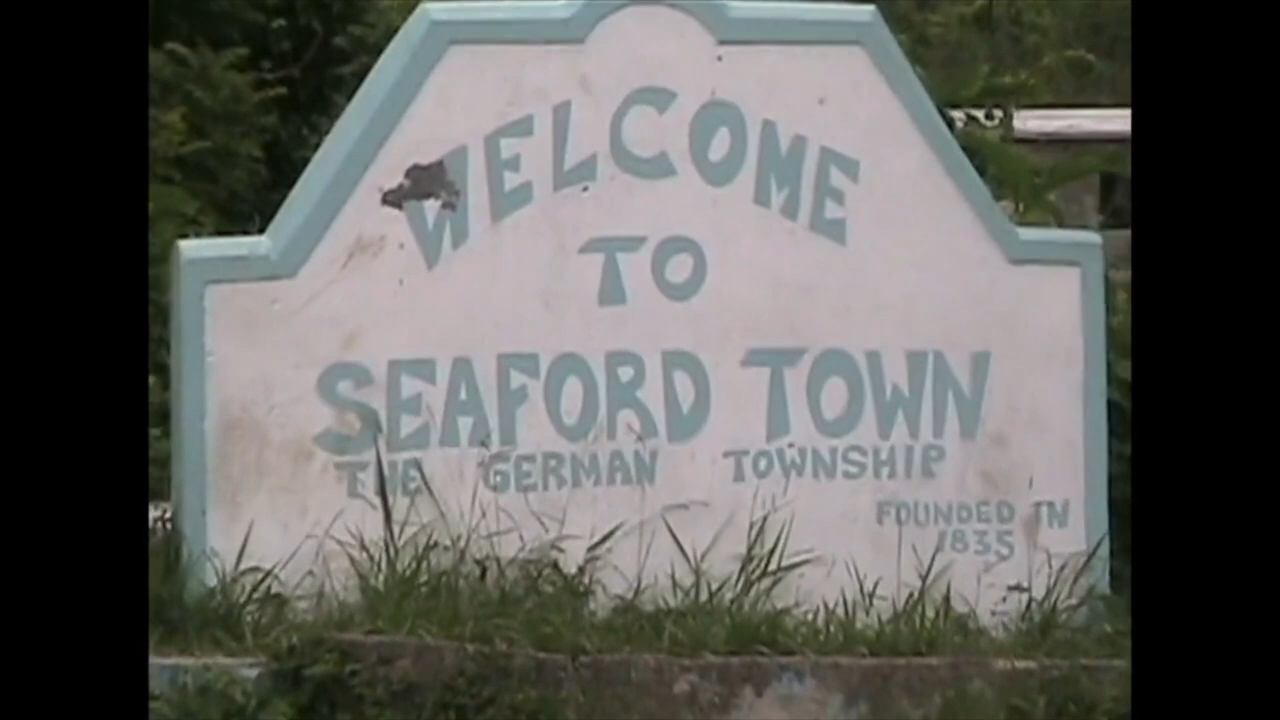 WELCOME
TO
SEAFORD TOWN
THE GERMAN TOWNSHIP
FOUNDED IN
1835